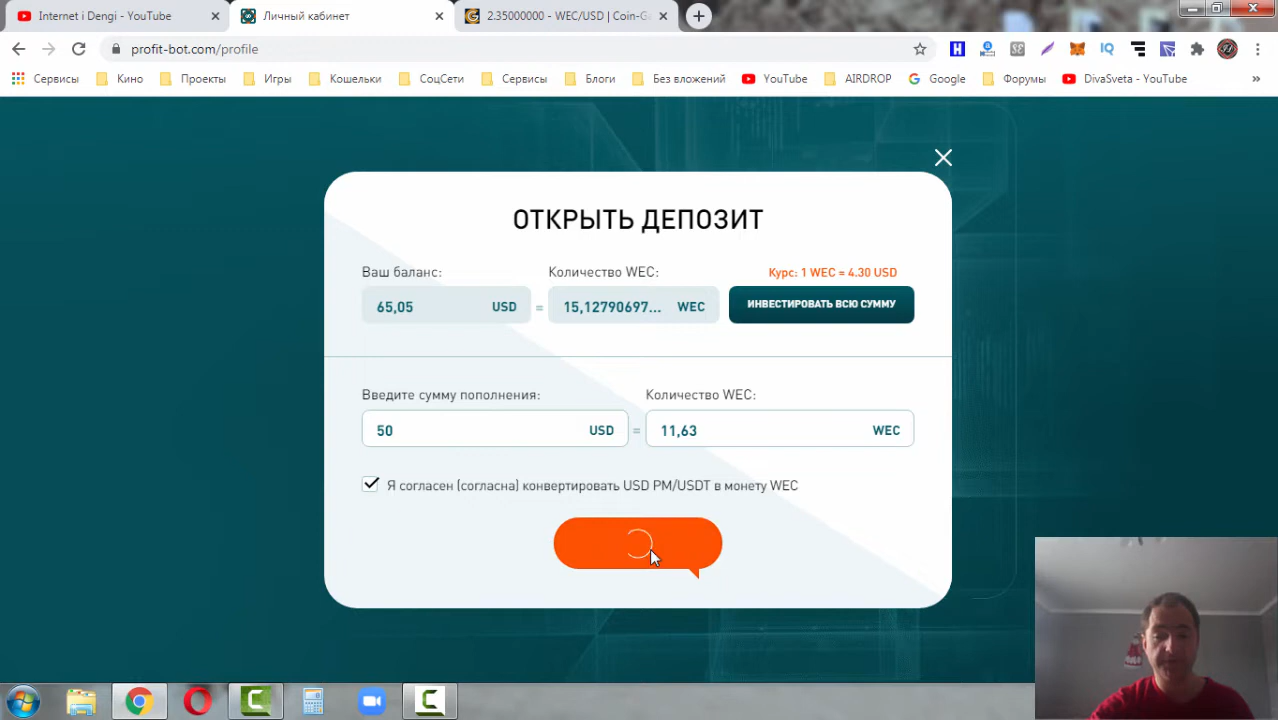 Internet i Dengi - YouTube
Личный кабинет
2.35000000 - WEC/USD | Coin-Ga
profit-bot.com/profile
Сервисы
Кино
Проекты
Игры
Кошельки
СоцСети
Сервисы
Блоги
Без вложений
YouTube
AIRDROP
Google
Форумы
DivaSveta - YouTube
»
ОТКРЫТЬ ДЕПОЗИТ
Ваш баланс:
Количество WEC:
Курс: 1 WEC = 4.30 USD
65,05 USD = 15,12790697... WEC
ИНВЕСТИРОВАТЬ ВСЮ СУММУ
Введите сумму пополнения:
Количество WEC:
50 USD = 11,63 WEC
Я согласен (согласна) конвертировать USD PM/USDT в монету WEC